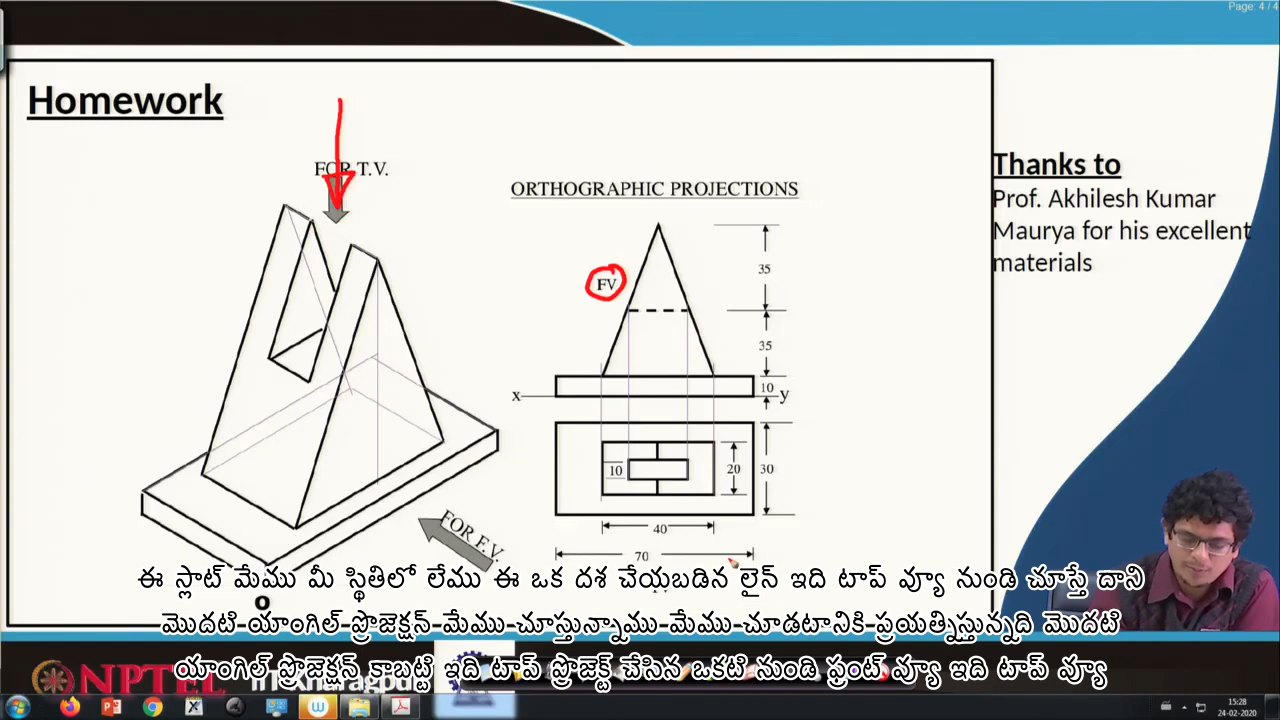 Page: 4 / 4
Homework
FOR T.V.
ORTHOGRAPHIC PROJECTIONS
Thanks to
Prof. Akhilesh Kumar
Maurya for his excellent
materials
FV
35
35
10
x
y
10
20
30
40
70
FOR F.V.
O
ఈ స్లాట్ మేము మీ స్థితిలో లేము ఈ ఒక దశ చేయబడిన లైన్ ఇది టాప్ వ్యూ నుండి చూస్తే దాని
మొదటి యాంగిల్ ప్రొజెక్షన్ మేము చూస్తున్నాము మేము చూడటానికి ప్రయత్నిస్తున్నది మొదటి
యాంగిల్ ప్రొజెక్షన్ కాబట్టి ఇది టాప్ ప్రొజెక్ట్ చేసిన ఒకటి నుండి ఫ్రంట్ వ్యూ ఇది టాప్ వ్యూ
NPTEL
15:28
24-02-2020